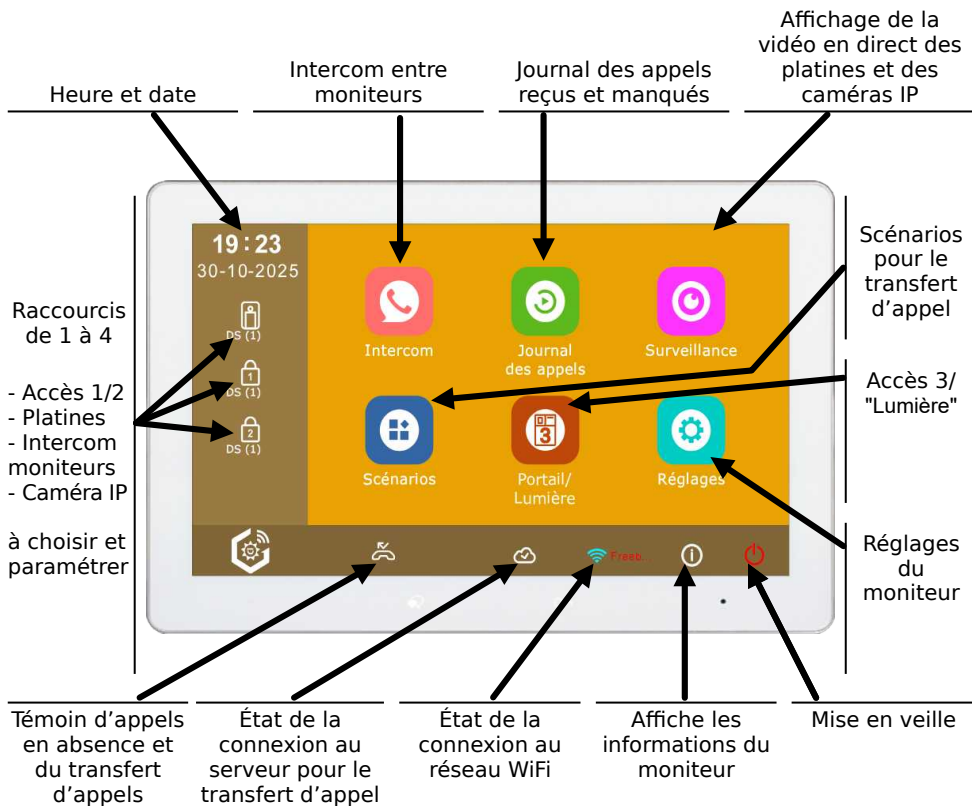 Affichage de la
vidéo en direct des
platines et des
caméras IP
Intercom entre
moniteurs
Journal des appels
reçus et manqués
Heure et date
19:23
30-10-2025
DS (1)
1
DS (1)
2
DS (1)
Intercom
Journal
des appels
Surveillance
Scénarios
3
Portail/
Lumière
Réglages
Freeb.
Raccourcis
de 1 à 4
- Accès 1/2
- Platines
- Intercom
moniteurs
- Caméra IP
à choisir et
paramétrer
Scénarios
pour le
transfert
d’appel
Accès 3/
"Lumière"
Réglages
du
moniteur
Témoin d’appels
en absence et
du transfert
d’appels
État de la
connexion au
serveur pour le
transfert d’appel
État de la
connexion au
réseau WiFi
Affiche les
informations du
moniteur
Mise en veille